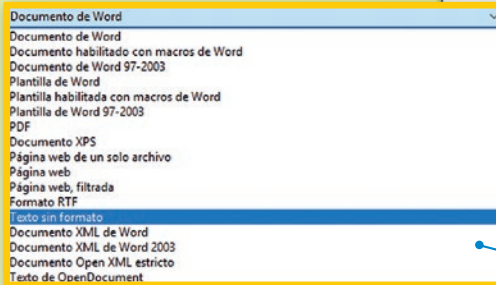 Documento de Word
Documento de Word
Documento habilitado con macros de Word
Documento de Word 97-2003
Plantilla de Word
Plantilla habilitada con macros de Word
Plantilla de Word 97-2003
PDF
Documento XPS
Página web de un solo archivo
Página web
Página web, filtrada
Formato RTF
Texto sin formato
Documento XML de Word
Documento XML de Word 2003
Documento Open XML estricto
Texto de OpenDocument